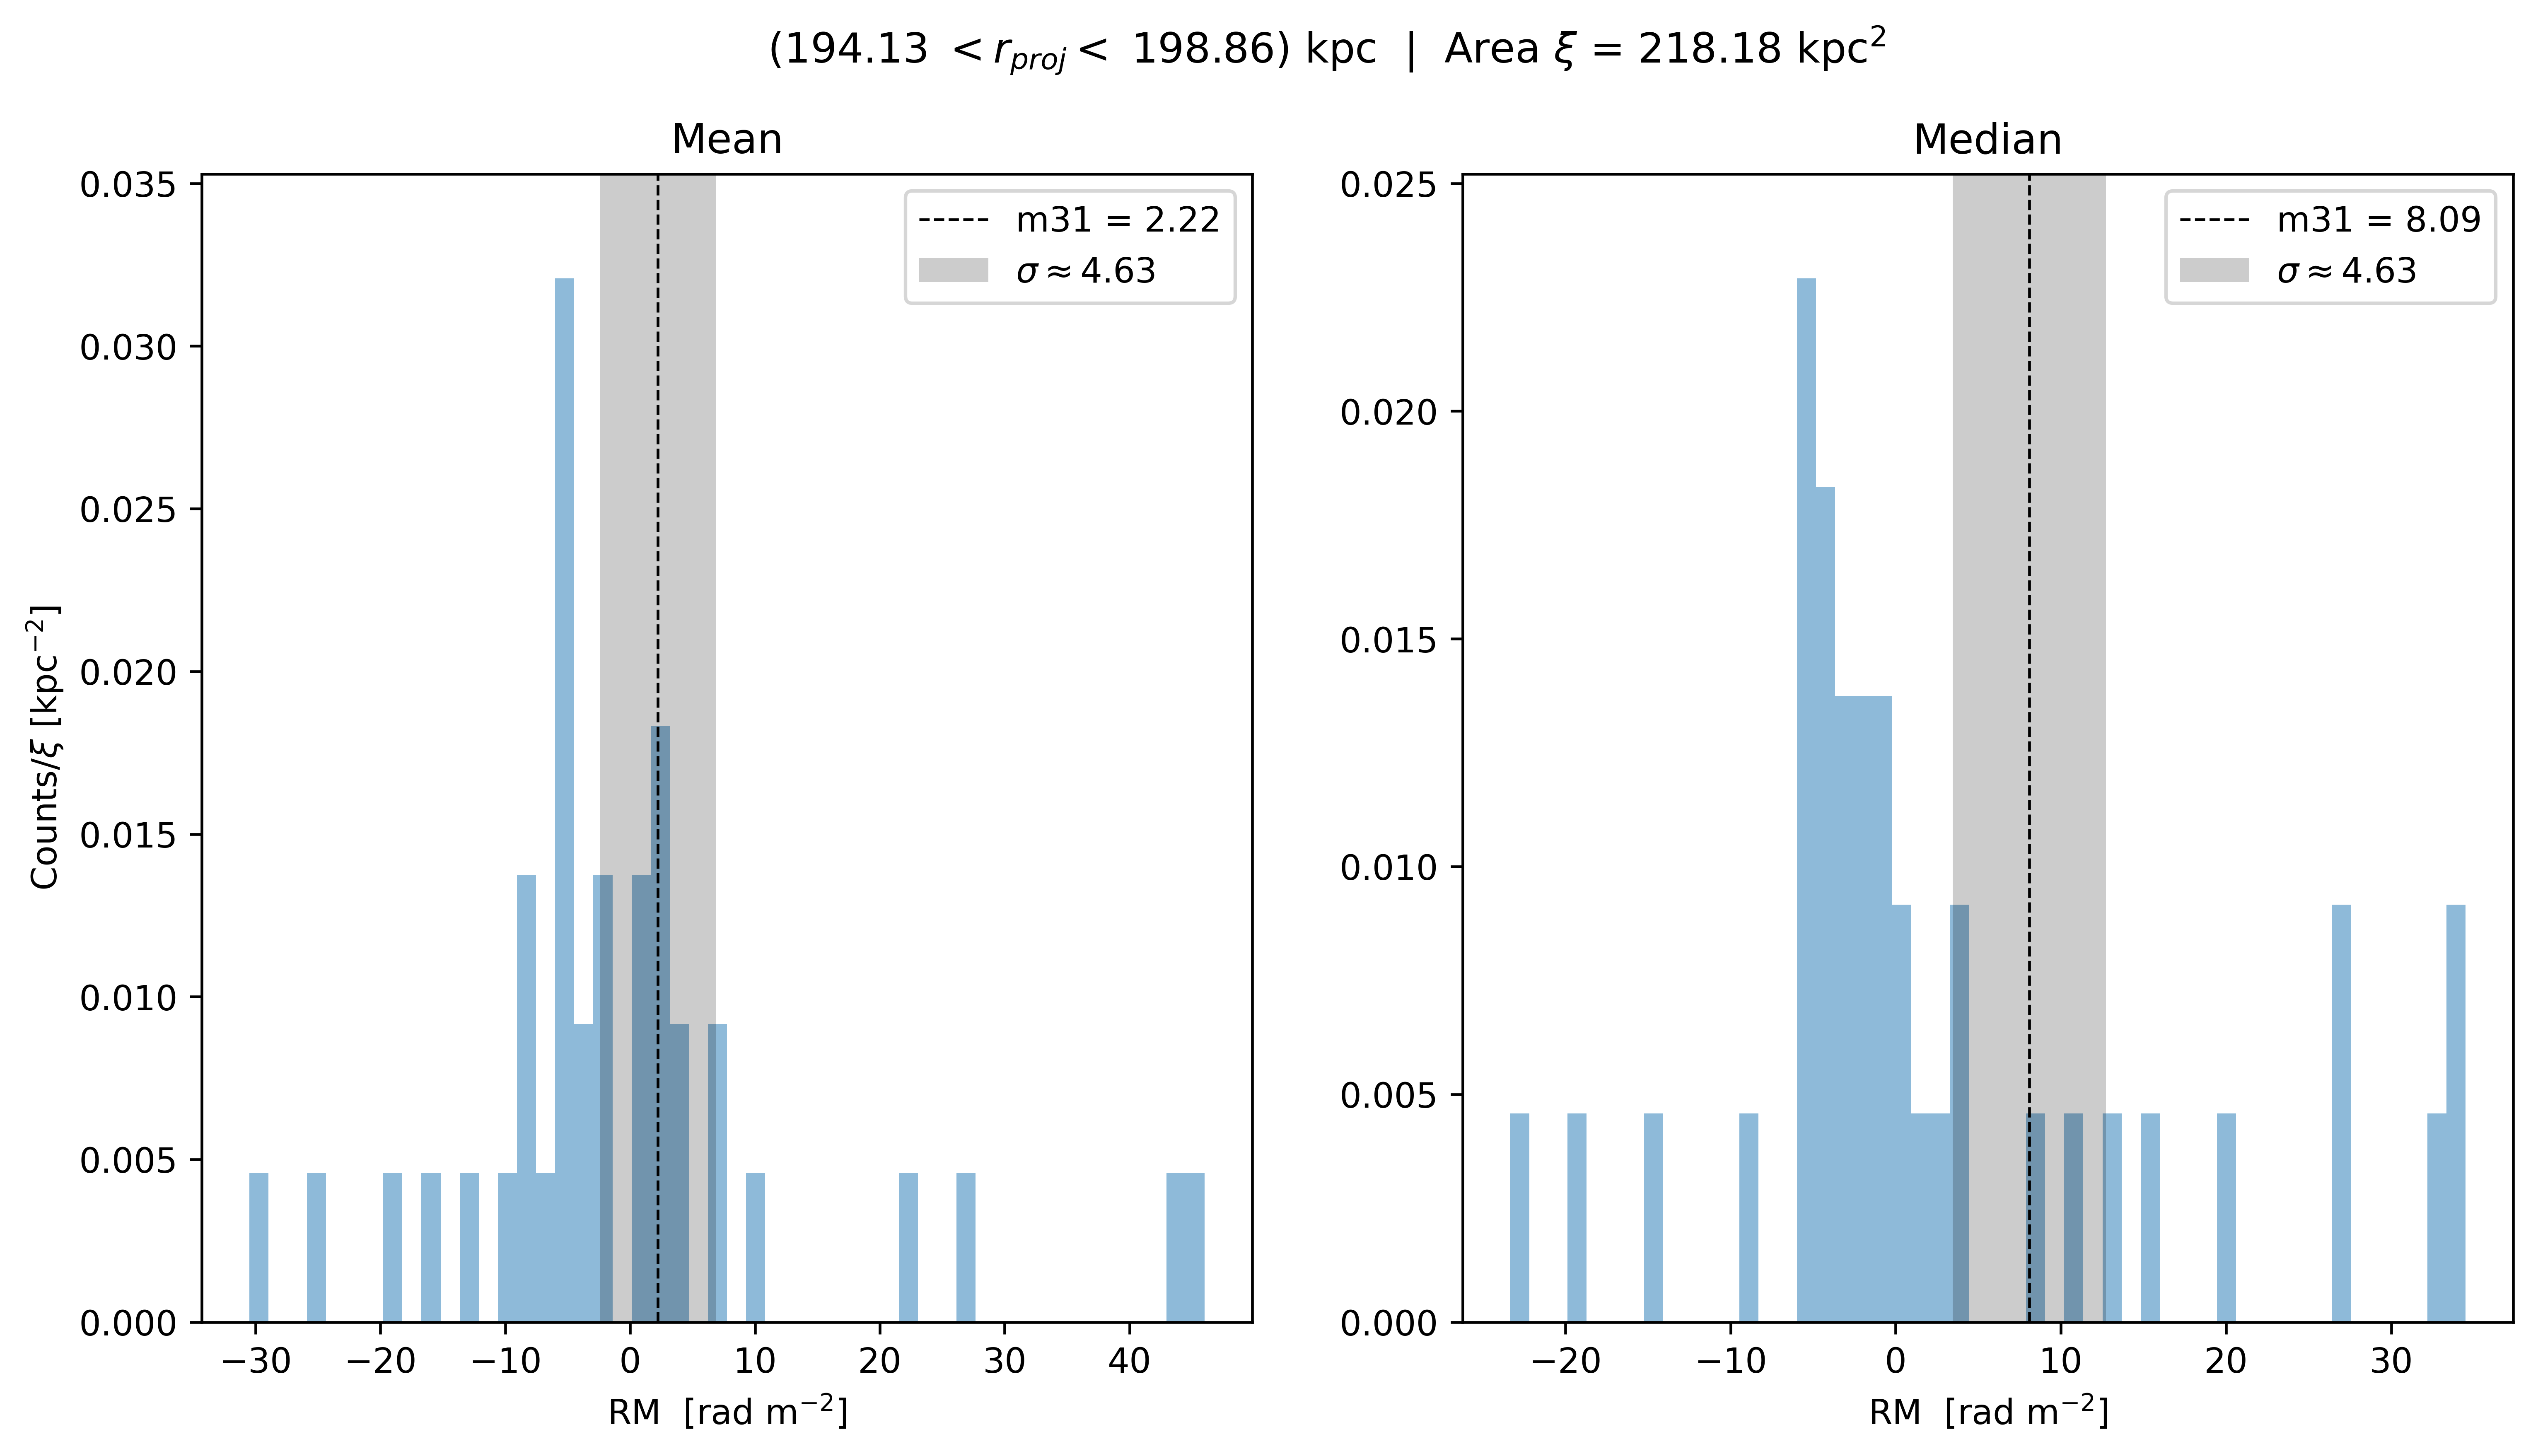 (194.13 < r_proj < 198.86) kpc | Area ξ = 218.18 kpc²
Mean
0.035
0.030
0.025
0.020
0.015
0.010
0.005
0.000
Counts/ξ [kpc⁻²]
m31 = 2.22
σ ≈ 4.63
−30 −20 −10 0 10 20 30 40
RM [rad m⁻²]
Median
0.025
0.020
0.015
0.010
0.005
0.000
m31 = 8.09
σ ≈ 4.63
−20 −10 0 10 20 30
RM [rad m⁻²]